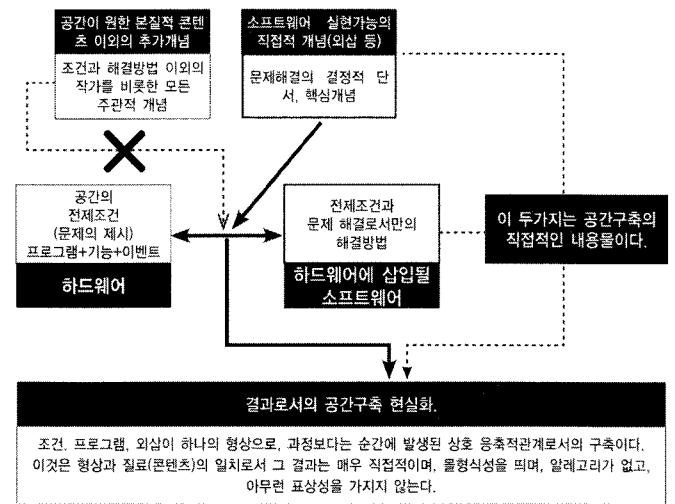 공간이 원한 본질적 콘텐
츠 이외의 추가개념
조건과 해결방법 이외의
작가를 비롯한 모든
주관적 개념
소프트웨어 실현가능의
직접적 개념(외삽 등)
문제해결의 결정적 단
서, 핵심개념
공간의
전제조건
(문제의 제시)
프로그램+기능+이벤트
하드웨어
전제조건과
문제 해결로서만의
해결방법
하드웨어에 삽입될
소프트웨어
이 두가지는 공간구축의
직접적인 내용물이다.
결과로서의 공간구축 현실화.
조건, 프로그램, 외삽이 하나의 형상으로, 과정보다는 순간에 발생된 상호 응축적관계로서의 구축이다.
이것은 형상과 질료(콘텐츠)의 일치로서 그 결과는 매우 직접적이며, 몰형식성을 띄며, 알레고리가 없고,
아무런 표상성을 가지지 않는다.